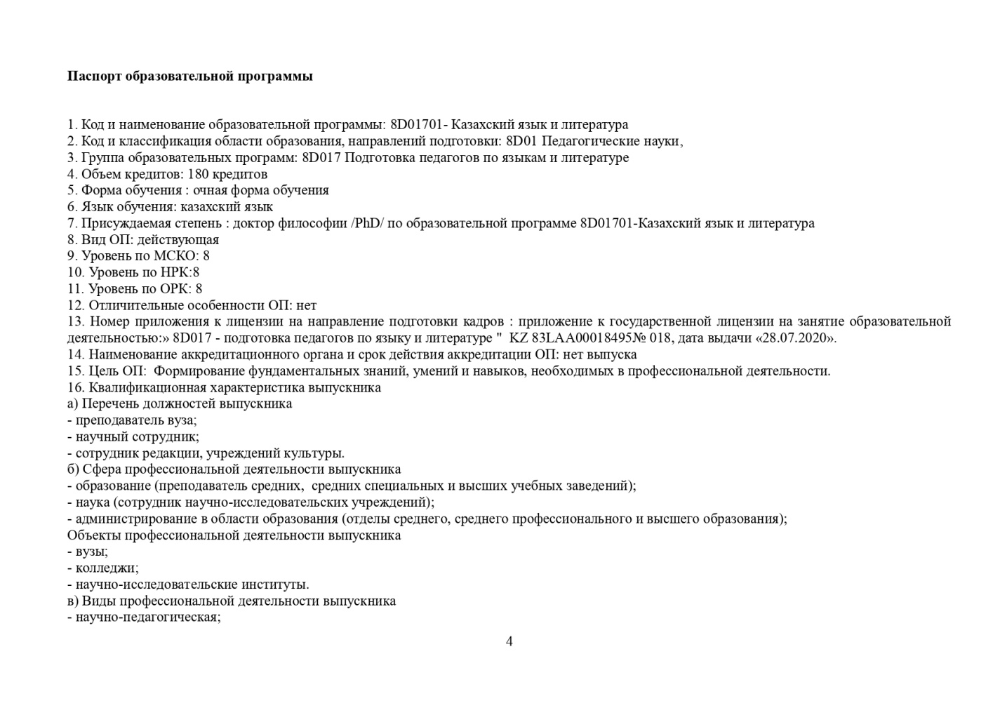 Паспорт образовательной программы
1. Код и наименование образовательной программы: 8D01701- Казахский язык и литература
2. Код и классификация области образования, направлений подготовки: 8D01 Педагогические науки,
3. Группа образовательных программ: 8D017 Подготовка педагогов по языкам и литературе
4. Объем кредитов: 180 кредитов
5. Форма обучения : очная форма обучения
6. Язык обучения: казахский язык
7. Присуждаемая степень : доктор философии /PhD/ по образовательной программе 8D01701-Казахский язык и литература
8. Вид ОП: действующая
9. Уровень по МСКО: 8
10. Уровень по НРК:8
11. Уровень по ОРК: 8
12. Отличительные особенности ОП: нет
13. Номер приложения к лицензии на направление подготовки кадров : приложение к государственной лицензии на занятие образовательной
деятельностью:» 8D017 - подготовка педагогов по языку и литературе "  KZ 83LAA00018495№ 018, дата выдачи «28.07.2020».
14. Наименование аккредитационного органа и срок действия аккредитации ОП: нет выпуска
15. Цель ОП:  Формирование фундаментальных знаний, умений и навыков, необходимых в профессиональной деятельности.
16. Квалификационная характеристика выпускника
а) Перечень должностей выпускника
- преподаватель вуза;
- научный сотрудник;
- сотрудник редакции, учреждений культуры.
б) Сфера профессиональной деятельности выпускника
- образование (преподаватель средних,  средних специальных и высших учебных заведений);
- наука (сотрудник научно-исследовательских учреждений);
- администрирование в области образования (отделы среднего, среднего профессионального и высшего образования);
Объекты профессиональной деятельности выпускника
- вузы;
- колледжи;
- научно-исследовательские институты.
в) Виды профессиональной деятельности выпускника
- научно-педагогическая;
4